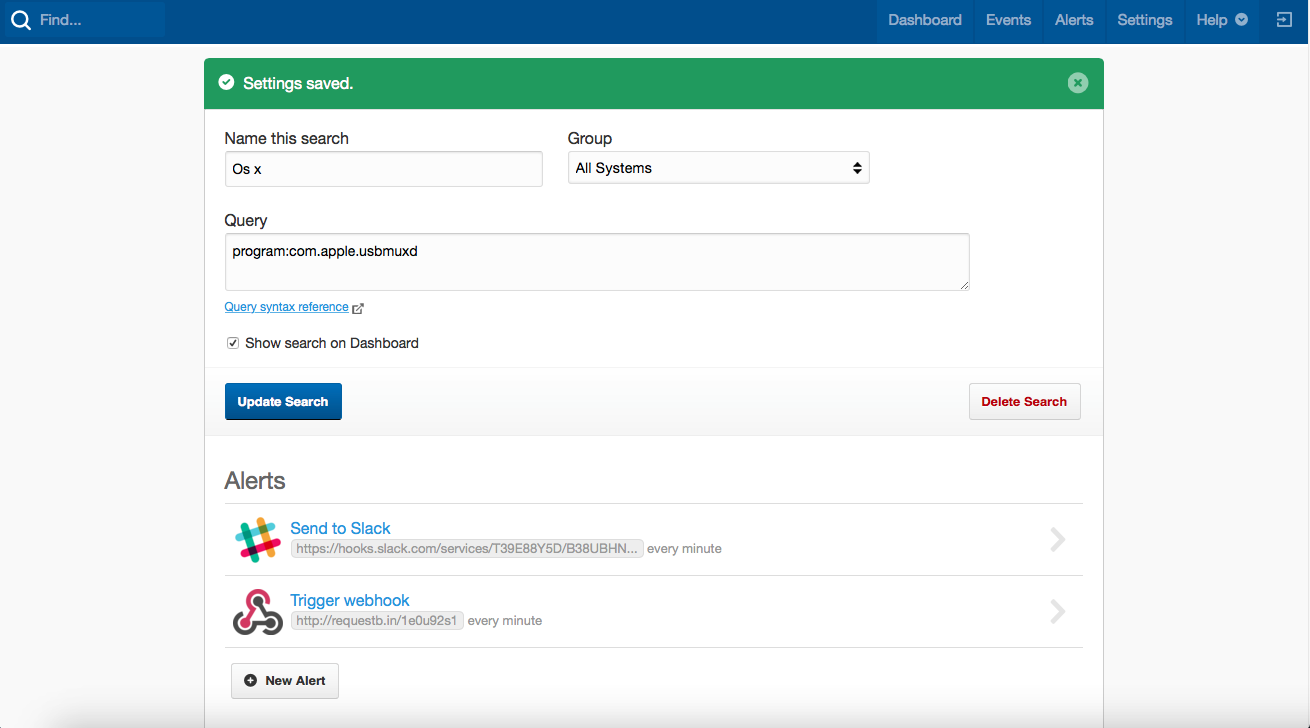 Find... Dashboard Events Alerts Settings Help
Settings saved.
Name this search Group
Os x All Systems
Query
program:com.apple.usbmuxd
Query syntax reference
Show search on Dashboard
Update Search Delete Search
Alerts
Send to Slack
https://hooks.slack.com/services/T39E88Y5D/B38UBHN... every minute
Trigger webhook
http://requestb.in/1e0u92s1 every minute
New Alert